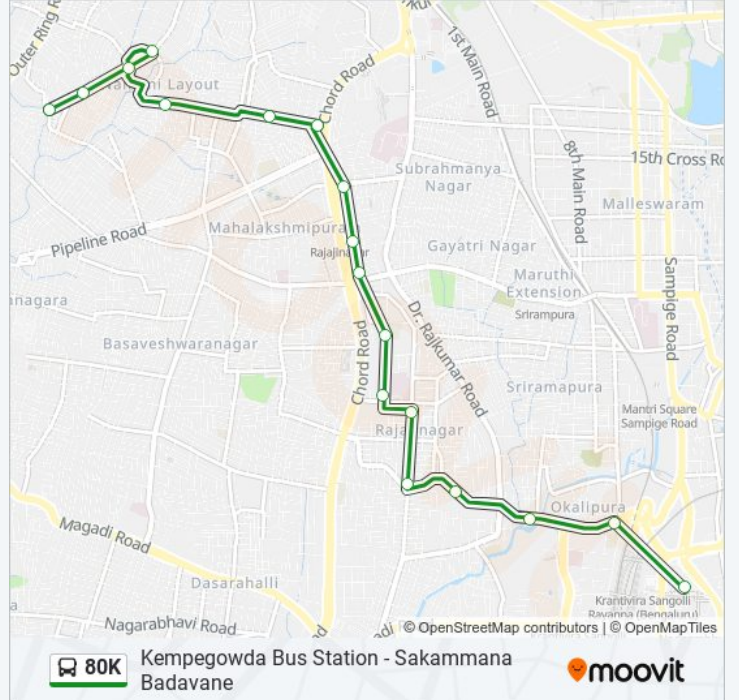 Outer Ring R
Chord Road
1st Main Road
Layout
15th Cross Ro
8th Main Road
Subrahmanya
Nagar
Malleswaram
Pipeline Road
Mahalakshmipura
Rajajinagar
Gayatri Nagar
Maruthi
Extension
Srirampura
anagara
Sampige Road
Basaveshwaranagar
Chord Road
Dr. Rajkumar Road
Sriramapura
Mantri Square
Sampige Road
Rajajinagar
Okalipura
Magadi Road
Dasarahalli
Krantivira Sangolli
Rayanna (Bengaluru)
a
Nagarabhavi Road
ad
adi
© OpenStreetMap contributors | © OpenMapTiles
80K
Kempegowda Bus Station - Sakammana
Badavane
moovit